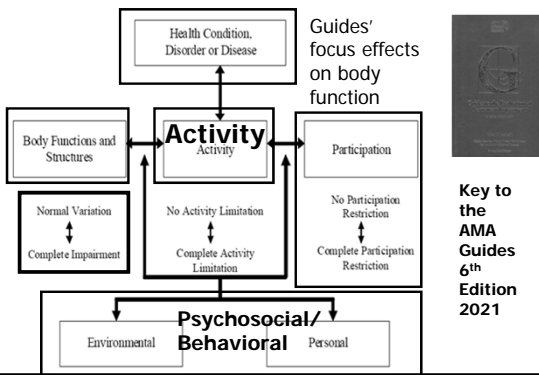 Health Condition,
Disorder or Disease
Guides'
focus effects
on body
function
Body Functions and
Structures
Activity
Activity
Participation
Normal Variation
Complete Impairment
No Activity Limitation
Complete Activity
Limitation
No Participation
Restriction
Complete Participation
Restriction
Key to
the
AMA
Guides
6th
Edition
2021
Psychosocial/
Behavioral
Environmental
Personal